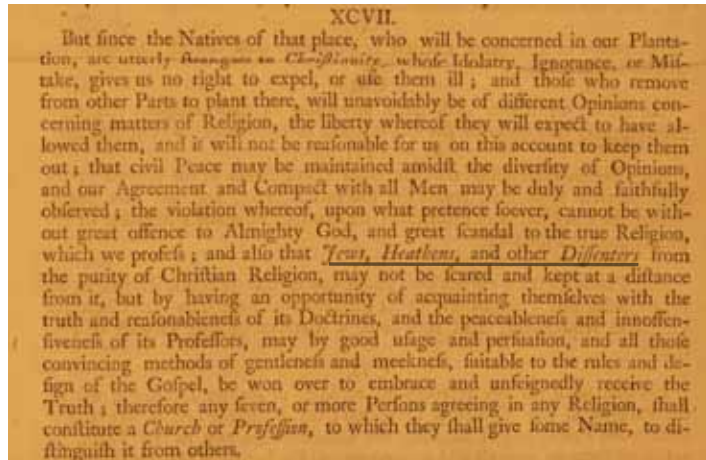 XCVII.
But ſince the Natives of that place, who will be concerned in our Planta-
tion, are utterly ſtrangers to Chriſtianity, whoſe Idolatry, Ignorance, or Miſ-
take, gives us no right to expel, or uſe them ill; and thoſe who remove
from other Parts to plant there, will unavoidably be of different Opinions con-
cerning matters of Religion, the liberty whereof they will expect to have al-
lowed them, and it will not be reaſonable for us on this account to keep them
out; that civil Peace may be maintained amidſt the diverſity of Opinions,
and our Agreement and Compact with all Men may be duly and faithfully
obſerved; the violation whereof, upon what pretence ſoever, cannot be with-
out great offence to Almighty God, and great ſcandal to the true Religion,
which we profeſs; and alſo that Jews, Heathens, and other Diſſenters from
the purity of Chriſtian Religion, may not be ſcared and kept at a diſtance
from it, but by having an opportunity of acquainting themſelves with the
truth and reaſonableneſs of its Doctrines, and the peaceableneſs and innoffen-
ſiveneſs of its Profeſſors, may by good uſage and perſuaſion, and all thoſe
convincing methods of gentleneſs and meekneſs, ſuitable to the rules and de-
ſign of the Goſpel, be won over to embrace and unfeignedly receive the
Truth; therefore any ſeven, or more Perſons agreeing in any Religion, ſhall
conſtitute a Church or Profeſſion, to which they ſhall give ſome Name, to di-
ſtinguiſh it from others.